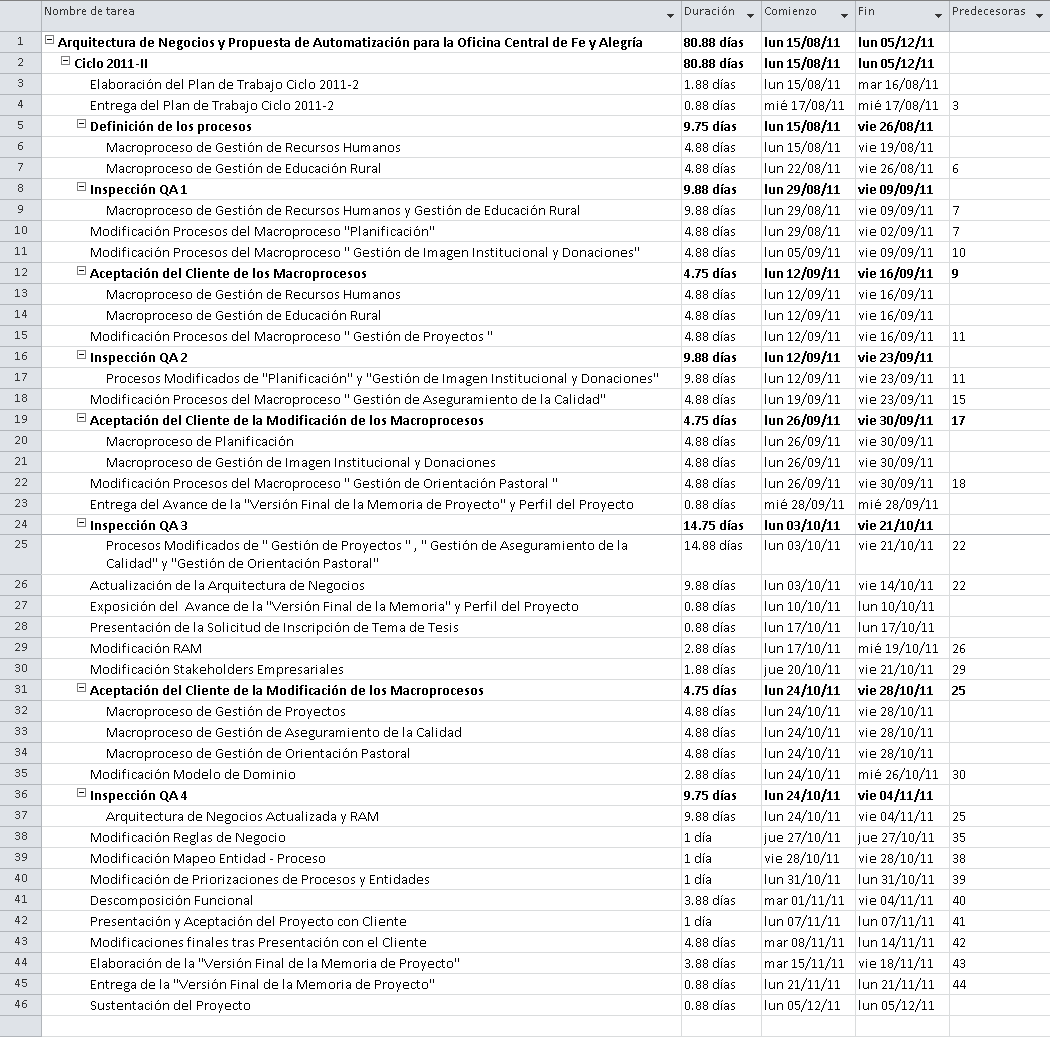 Nombre de tarea Duración Comienzo Fin Predecesoras
1 Arquitectura de Negocios y Propuesta de Automatización para la Oficina Central de Fe y Alegría 80.88 días lun 15/08/11 lun 05/12/11
2 Ciclo 2011-II 80.88 días lun 15/08/11 lun 05/12/11
3 Elaboración del Plan de Trabajo Ciclo 2011-2 1.88 días lun 15/08/11 mar 16/08/11
4 Entrega del Plan de Trabajo Ciclo 2011-2 0.88 días mié 17/08/11 mié 17/08/11 3
5 Definición de los procesos 9.75 días lun 15/08/11 vie 26/08/11
6 Macroproceso de Gestión de Recursos Humanos 4.88 días lun 15/08/11 vie 19/08/11
7 Macroproceso de Gestión de Educación Rural 4.88 días lun 22/08/11 vie 26/08/11 6
8 Inspección QA 1 9.88 días lun 29/08/11 vie 09/09/11
9 Macroproceso de Gestión de Recursos Humanos y Gestión de Educación Rural 9.88 días lun 29/08/11 vie 09/09/11 7
10 Modificación Procesos del Macroproceso "Planificación" 4.88 días lun 29/08/11 vie 02/09/11 7
11 Modificación Procesos del Macroproceso " Gestión de Imagen Institucional y Donaciones" 4.88 días lun 05/09/11 vie 09/09/11 10
12 Aceptación del Cliente de los Macroprocesos 4.75 días lun 12/09/11 vie 16/09/11 9
13 Macroproceso de Gestión de Recursos Humanos 4.88 días lun 12/09/11 vie 16/09/11
14 Macroproceso de Gestión de Educación Rural 4.88 días lun 12/09/11 vie 16/09/11
15 Modificación Procesos del Macroproceso " Gestión de Proyectos " 4.88 días lun 12/09/11 vie 16/09/11 11
16 Inspección QA 2 9.88 días lun 12/09/11 vie 23/09/11
17 Procesos Modificados de "Planificación" y "Gestión de Imagen Institucional y Donaciones" 9.88 días lun 12/09/11 vie 23/09/11 11
18 Modificación Procesos del Macroproceso " Gestión de Aseguramiento de la Calidad" 4.88 días lun 19/09/11 vie 23/09/11 15
19 Aceptación del Cliente de la Modificación de los Macroprocesos 4.75 días lun 26/09/11 vie 30/09/11 17
20 Macroproceso de Planificación 4.88 días lun 26/09/11 vie 30/09/11
21 Macroproceso de Gestión de Imagen Institucional y Donaciones 4.88 días lun 26/09/11 vie 30/09/11
22 Modificación Procesos del Macroproceso " Gestión de Orientación Pastoral " 4.88 días lun 26/09/11 vie 30/09/11 18
23 Entrega del Avance de la "Versión Final de la Memoria de Proyecto" y Perfil del Proyecto 0.88 días mié 28/09/11 mié 28/09/11
24 Inspección QA 3 14.75 días lun 03/10/11 vie 21/10/11
25 Procesos Modificados de " Gestión de Proyectos " , " Gestión de Aseguramiento de la 14.88 días lun 03/10/11 vie 21/10/11 22
Calidad" y "Gestión de Orientación Pastoral"
26 Actualización de la Arquitectura de Negocios 9.88 días lun 03/10/11 vie 14/10/11 22
27 Exposición del Avance de la "Versión Final de la Memoria" y Perfil del Proyecto 0.88 días lun 10/10/11 lun 10/10/11
28 Presentación de la Solicitud de Inscripción de Tema de Tesis 0.88 días lun 17/10/11 lun 17/10/11
29 Modificación RAM 2.88 días lun 17/10/11 mié 19/10/11 26
30 Modificación Stakeholders Empresariales 1.88 días jue 20/10/11 vie 21/10/11 29
31 Aceptación del Cliente de la Modificación de los Macroprocesos 4.75 días lun 24/10/11 vie 28/10/11 25
32 Macroproceso de Gestión de Proyectos 4.88 días lun 24/10/11 vie 28/10/11
33 Macroproceso de Gestión de Aseguramiento de la Calidad 4.88 días lun 24/10/11 vie 28/10/11
34 Macroproceso de Gestión de Orientación Pastoral 4.88 días lun 24/10/11 vie 28/10/11
35 Modificación Modelo de Dominio 2.88 días lun 24/10/11 mié 26/10/11 30
36 Inspección QA 4 9.75 días lun 24/10/11 vie 04/11/11
37 Arquitectura de Negocios Actualizada y RAM 9.88 días lun 24/10/11 vie 04/11/11 25
38 Modificación Reglas de Negocio 1 día jue 27/10/11 jue 27/10/11 35
39 Modificación Mapeo Entidad - Proceso 1 día vie 28/10/11 vie 28/10/11 38
40 Modificación de Priorizaciones de Procesos y Entidades 1 día lun 31/10/11 lun 31/10/11 39
41 Descomposición Funcional 3.88 días mar 01/11/11 vie 04/11/11 40
42 Presentación y Aceptación del Proyecto con Cliente 1 día lun 07/11/11 lun 07/11/11 41
43 Modificaciones finales tras Presentación con el Cliente 4.88 días mar 08/11/11 lun 14/11/11 42
44 Elaboración de la "Versión Final de la Memoria de Proyecto" 3.88 días mar 15/11/11 vie 18/11/11 43
45 Entrega de la "Versión Final de la Memoria de Proyecto" 0.88 días lun 21/11/11 lun 21/11/11 44
46 Sustentación del Proyecto 0.88 días lun 05/12/11 lun 05/12/11